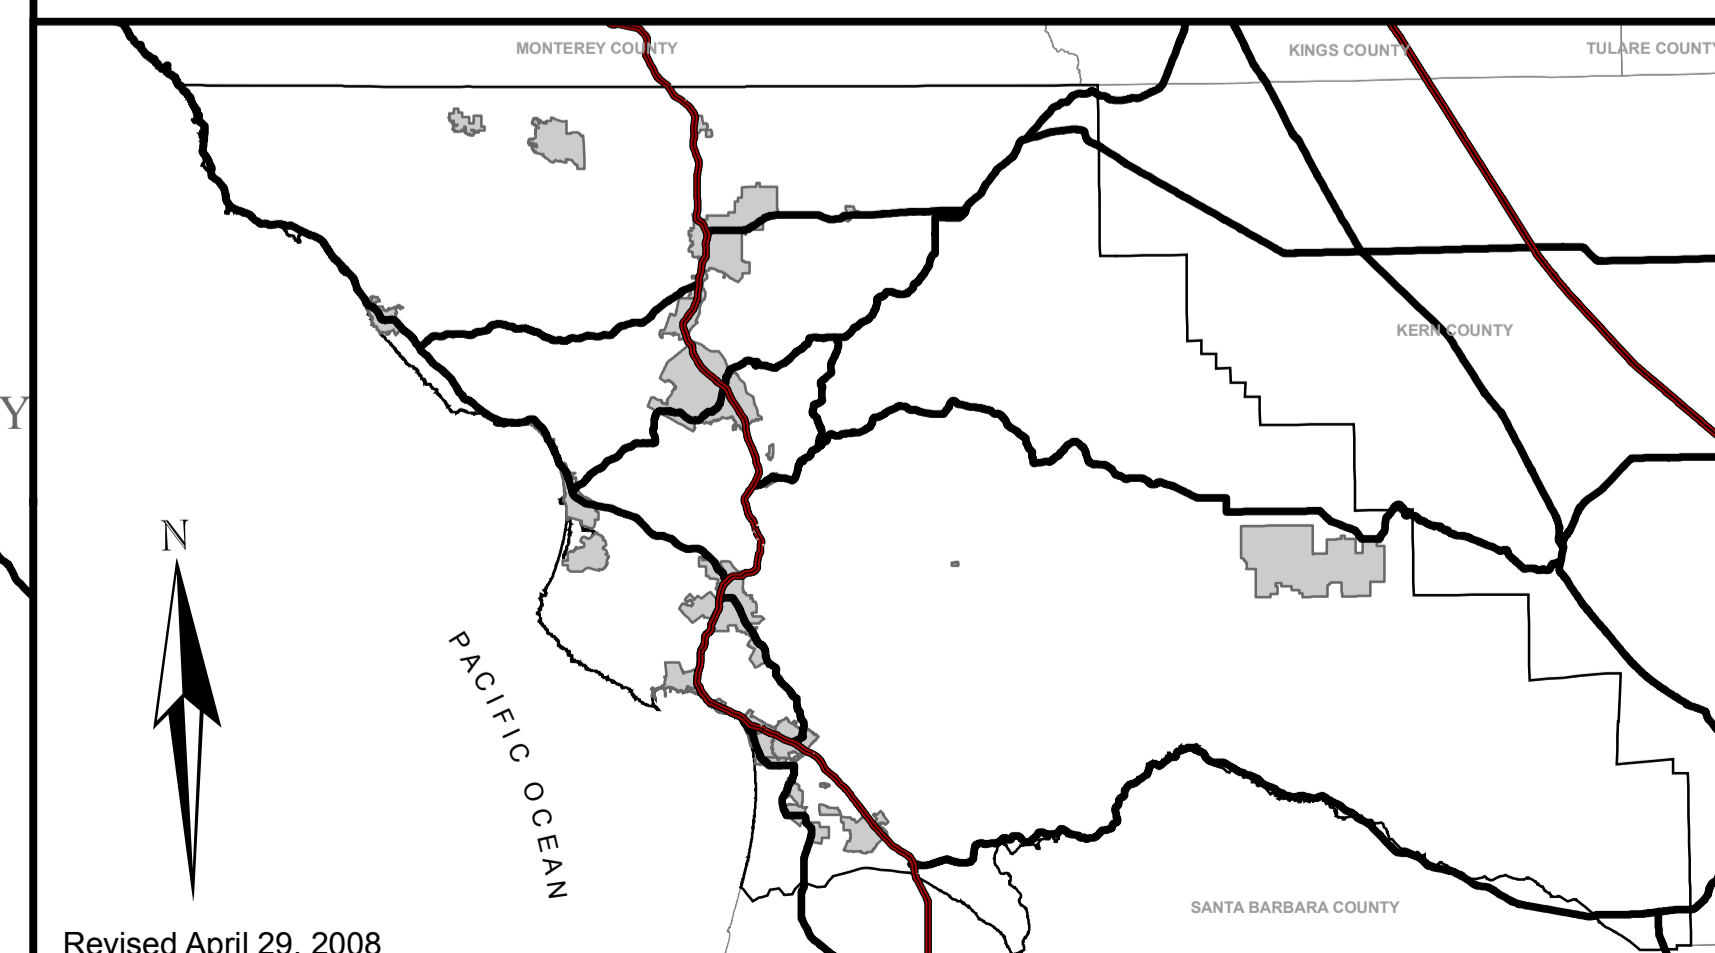 MONTEREY COUNTY
KINGS COUNTY
TULARE COUNTY
KERN COUNTY
Y
N
PACIFIC OCEAN
SANTA BARBARA COUNTY
Revised April 29, 2008